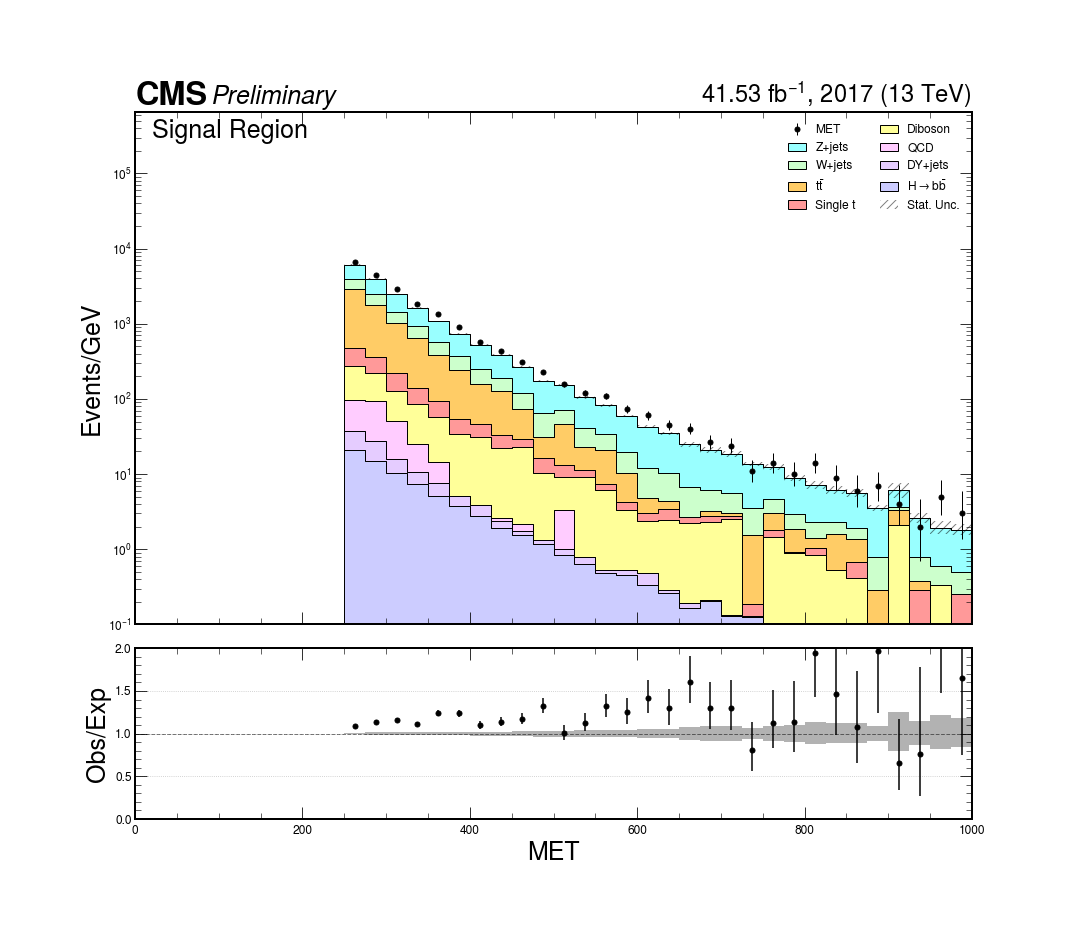 CMS Preliminary 41.53 fb⁻¹, 2017 (13 TeV)
Signal Region
MET Diboson
Z+jets QCD
W+jets DY+jets
tt̄ H→bb̄
Single t Stat. Unc.
10⁵
10⁴
10³
10²
10¹
10⁰
10⁻¹
Events/GeV
2.0
1.5
1.0
0.5
0.0
Obs/Exp
0 200 400 600 800 1000
MET